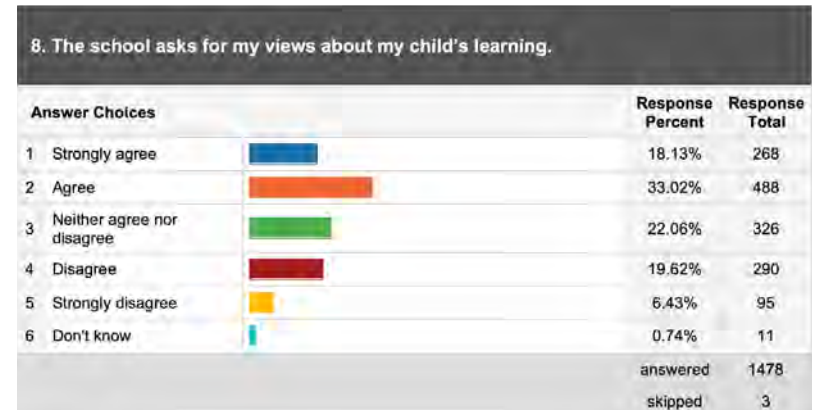 8. The school asks for my views about my child's learning.
Answer Choices Response Percent Response Total
1 Strongly agree 18.13% 268
2 Agree 33.02% 488
3 Neither agree nor disagree 22.06% 326
4 Disagree 19.62% 290
5 Strongly disagree 6.43% 95
6 Don't know 0.74% 11
answered 1478
skipped 3